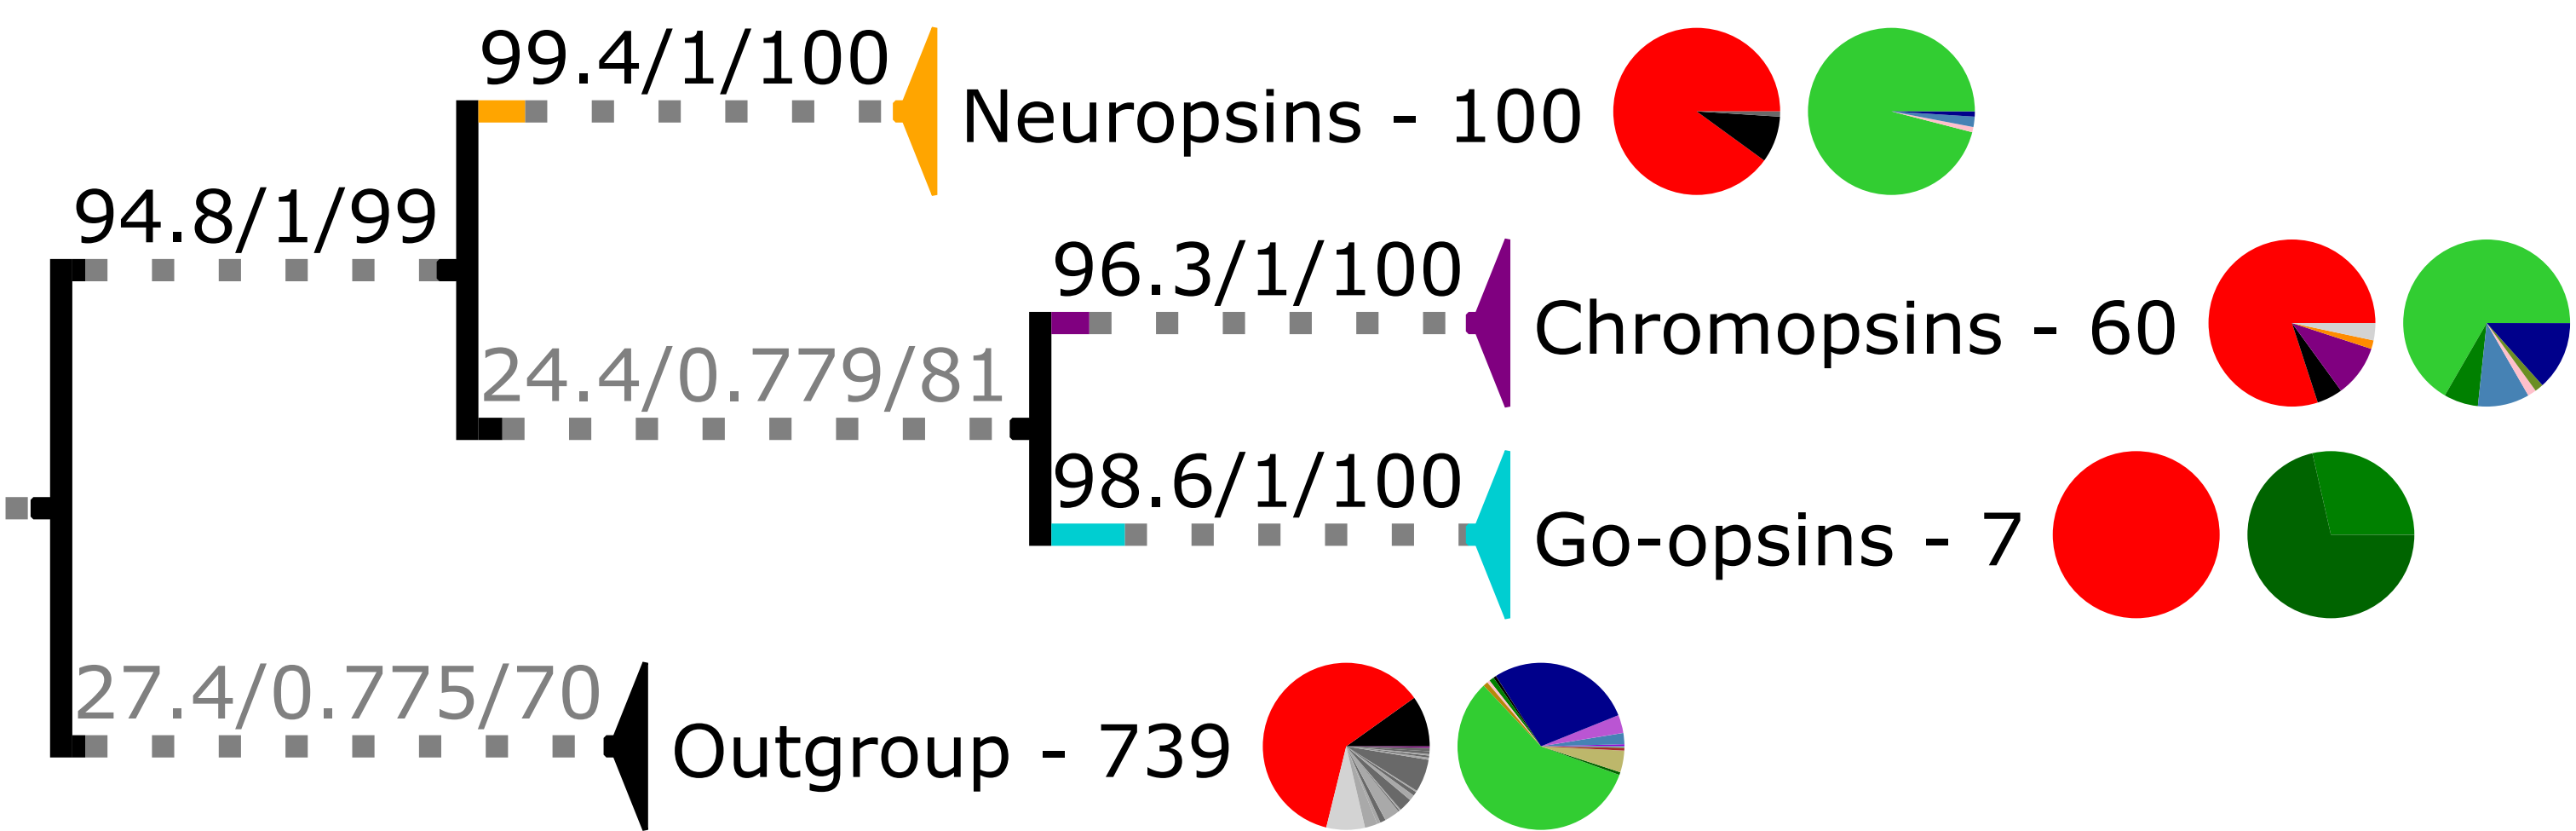 99.4/1/100
Neuropsins - 100
94.8/1/99
96.3/1/100
Chromopsins - 60
24.4/0.779/81
98.6/1/100
Go-opsins - 7
27.4/0.775/70
Outgroup - 739